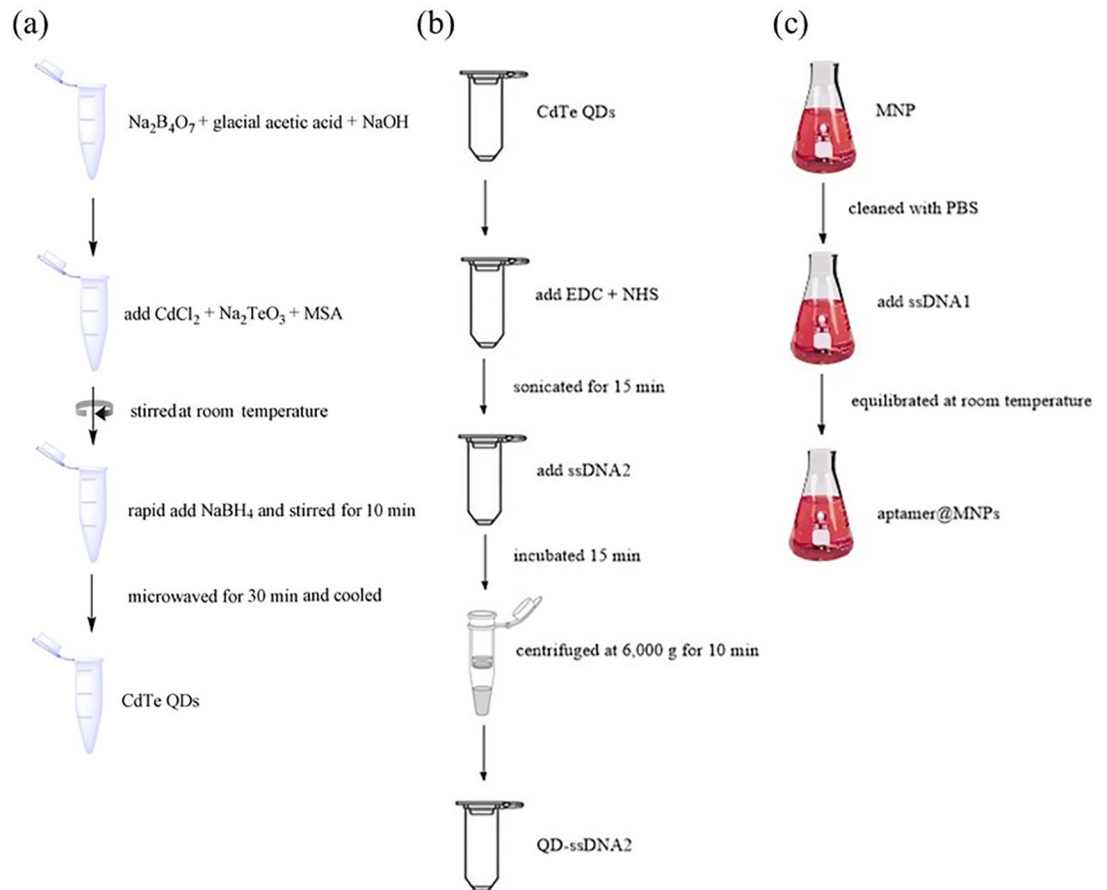 (a)
Na₂B₄O₇ + glacial acetic acid + NaOH
add CdCl₂ + Na₂TeO₃ + MSA
stirred at room temperature
rapid add NaBH₄ and stirred for 10 min
microwaved for 30 min and cooled
CdTe QDs
(b)
CdTe QDs
add EDC + NHS
sonicated for 15 min
add ssDNA2
incubated 15 min
centrifuged at 6,000 g for 10 min
QD-ssDNA2
(c)
MNP
cleaned with PBS
add ssDNA1
equilibrated at room temperature
aptamer@MNPs